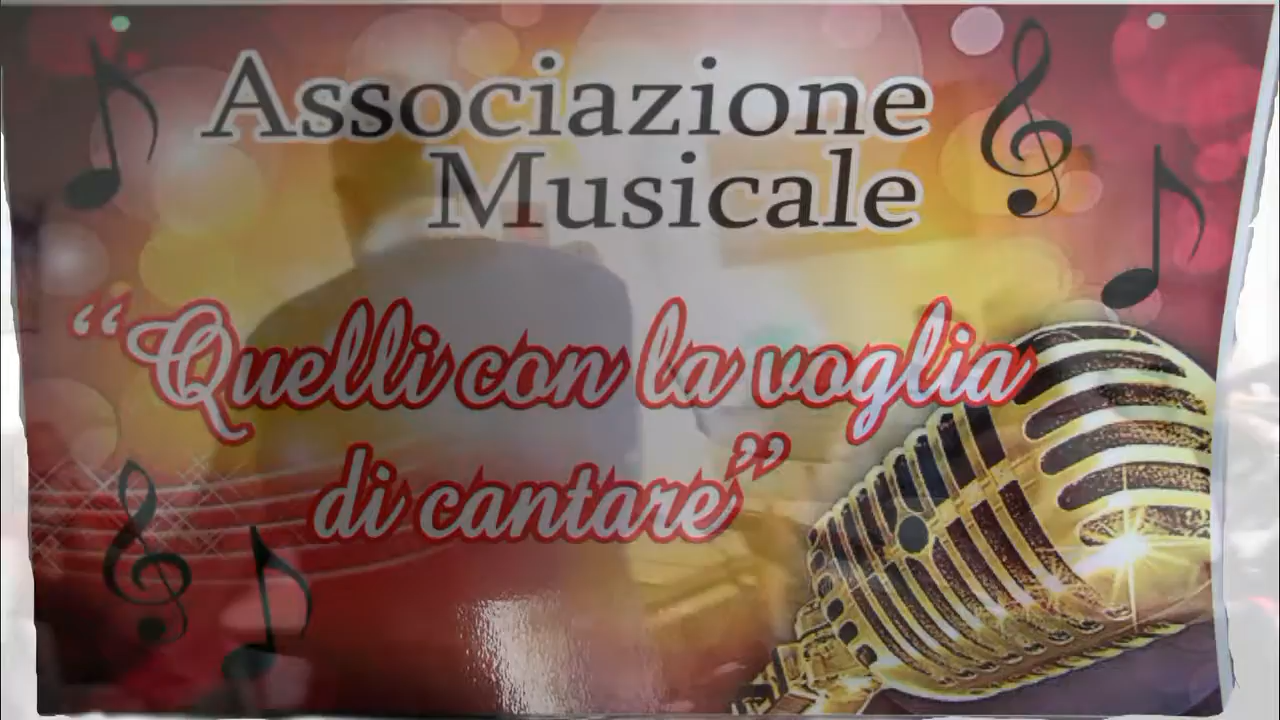 Associazione
Musicale
“Quelli con la voglia
di cantare”